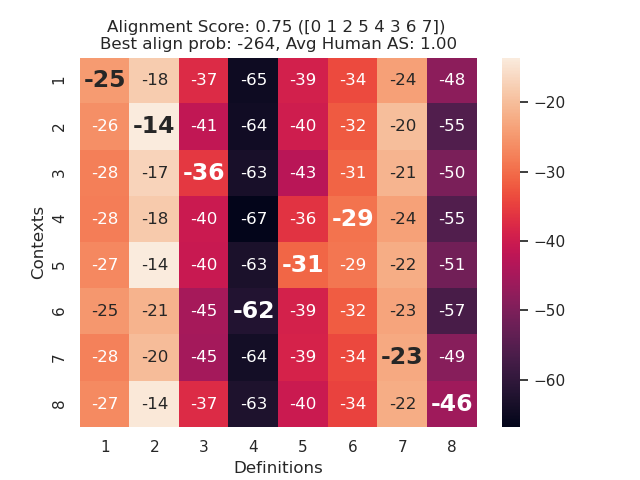 Alignment Score: 0.75 ([0 1 2 5 4 3 6 7])
Best align prob: -264, Avg Human AS: 1.00
1 -25 -18 -37 -65 -39 -34 -24 -48
2 -26 -14 -41 -64 -40 -32 -20 -55
3 -28 -17 -36 -63 -43 -31 -21 -50
4 -28 -18 -40 -67 -36 -29 -24 -55
5 -27 -14 -40 -63 -31 -29 -22 -51
6 -25 -21 -45 -62 -39 -32 -23 -57
7 -28 -20 -45 -64 -39 -34 -23 -49
8 -27 -14 -37 -63 -40 -34 -22 -46
1 2 3 4 5 6 7 8
Definitions
Contexts
−20
−30
−40
−50
−60